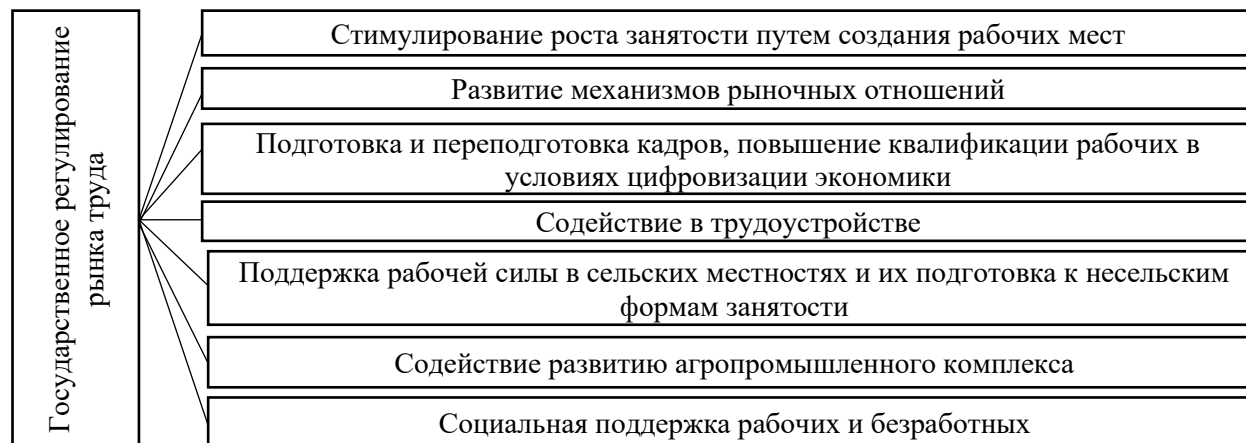 Государственное регулирование
рынка труда
Стимулирование роста занятости путем создания рабочих мест
Развитие механизмов рыночных отношений
Подготовка и переподготовка кадров, повышение квалификации рабочих в
условиях цифровизации экономики
Содействие в трудоустройстве
Поддержка рабочей силы в сельских местностях и их подготовка к несельским
формам занятости
Содействие развитию агропромышленного комплекса
Социальная поддержка рабочих и безработных